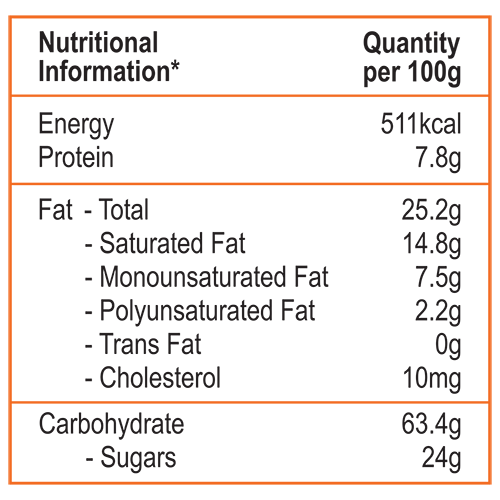 Nutritional Quantity
Information* per 100g
Energy 511kcal
Protein 7.8g
Fat - Total 25.2g
- Saturated Fat 14.8g
- Monounsaturated Fat 7.5g
- Polyunsaturated Fat 2.2g
- Trans Fat 0g
- Cholesterol 10mg
Carbohydrate 63.4g
- Sugars 24g